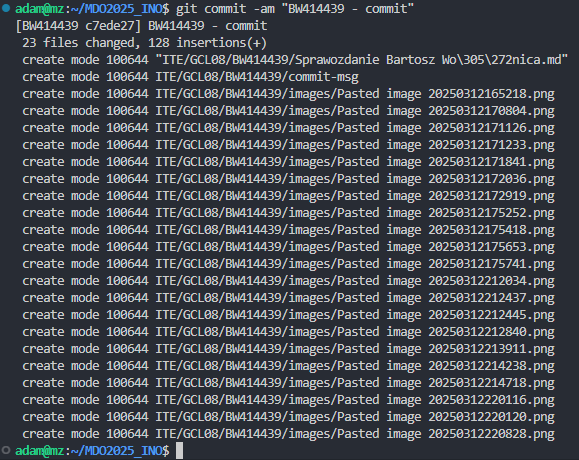 adam@mz:~/MDO2025_INO$ git commit -am "BW414439 - commit"
[BW414439 c7ede27] BW414439 - commit
 23 files changed, 128 insertions(+)
 create mode 100644 "ITE/GCL08/BW414439/Sprawozdanie Bartosz Wo\305\272nica.md"
 create mode 100644 ITE/GCL08/BW414439/commit-msg
 create mode 100644 ITE/GCL08/BW414439/images/Pasted image 20250312165218.png
 create mode 100644 ITE/GCL08/BW414439/images/Pasted image 20250312170804.png
 create mode 100644 ITE/GCL08/BW414439/images/Pasted image 20250312171126.png
 create mode 100644 ITE/GCL08/BW414439/images/Pasted image 20250312171233.png
 create mode 100644 ITE/GCL08/BW414439/images/Pasted image 20250312171841.png
 create mode 100644 ITE/GCL08/BW414439/images/Pasted image 20250312172036.png
 create mode 100644 ITE/GCL08/BW414439/images/Pasted image 20250312172919.png
 create mode 100644 ITE/GCL08/BW414439/images/Pasted image 20250312175252.png
 create mode 100644 ITE/GCL08/BW414439/images/Pasted image 20250312175418.png
 create mode 100644 ITE/GCL08/BW414439/images/Pasted image 20250312175653.png
 create mode 100644 ITE/GCL08/BW414439/images/Pasted image 20250312175741.png
 create mode 100644 ITE/GCL08/BW414439/images/Pasted image 20250312212034.png
 create mode 100644 ITE/GCL08/BW414439/images/Pasted image 20250312212437.png
 create mode 100644 ITE/GCL08/BW414439/images/Pasted image 20250312212445.png
 create mode 100644 ITE/GCL08/BW414439/images/Pasted image 20250312212840.png
 create mode 100644 ITE/GCL08/BW414439/images/Pasted image 20250312213911.png
 create mode 100644 ITE/GCL08/BW414439/images/Pasted image 20250312214238.png
 create mode 100644 ITE/GCL08/BW414439/images/Pasted image 20250312214718.png
 create mode 100644 ITE/GCL08/BW414439/images/Pasted image 20250312220116.png
 create mode 100644 ITE/GCL08/BW414439/images/Pasted image 20250312220120.png
 create mode 100644 ITE/GCL08/BW414439/images/Pasted image 20250312220828.png
adam@mz:~/MDO2025_INO$